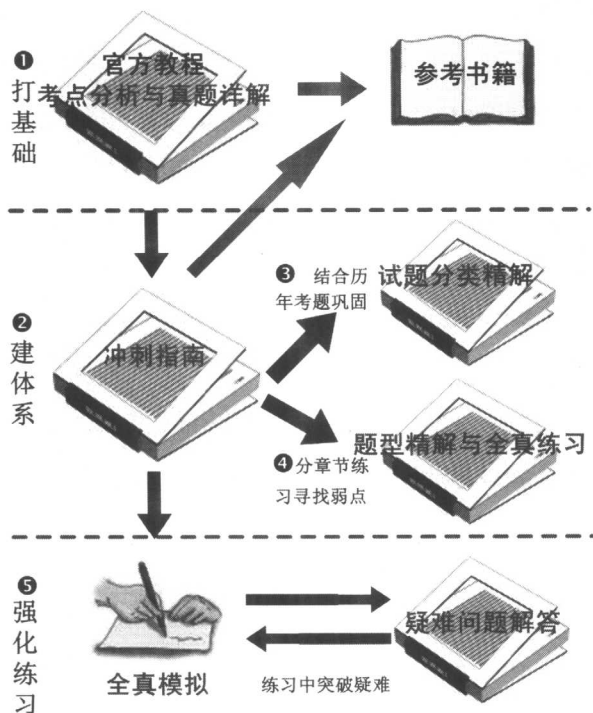 ❶
打
基
础
官方教程
考点分析与真题详解
参考书籍
❷
建
体
系
冲刺指南
❸ 结合历
年考题巩固
试题分类精解
题型精解与全真练习
❹分章节练
习寻找弱点
❺
强
化
练
习
全真模拟
练习中突破疑难
疑难问题解答